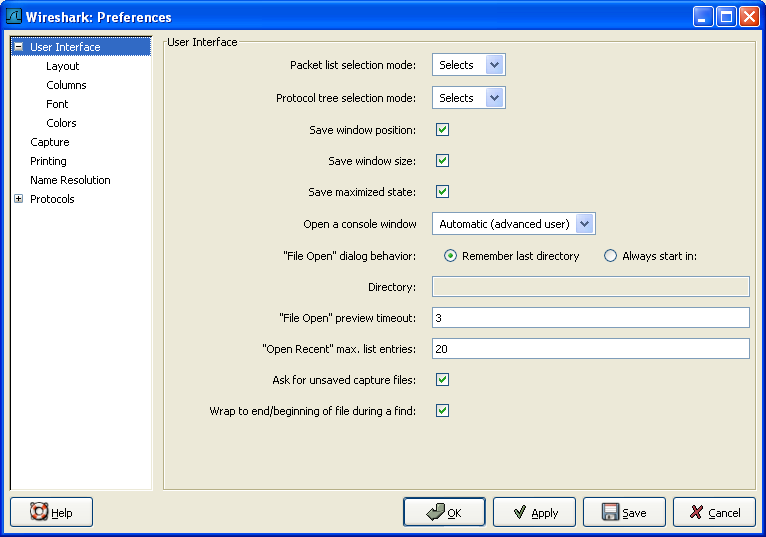 Wireshark: Preferences
User Interface
Layout
Columns
Font
Colors
Capture
Printing
Name Resolution
Protocols
User Interface
Packet list selection mode: Selects
Protocol tree selection mode: Selects
Save window position:
Save window size:
Save maximized state:
Open a console window Automatic (advanced user)
"File Open" dialog behavior: Remember last directory Always start in:
Directory:
"File Open" preview timeout: 3
"Open Recent" max. list entries: 20
Ask for unsaved capture files:
Wrap to end/beginning of file during a find:
Help OK Apply Save Cancel